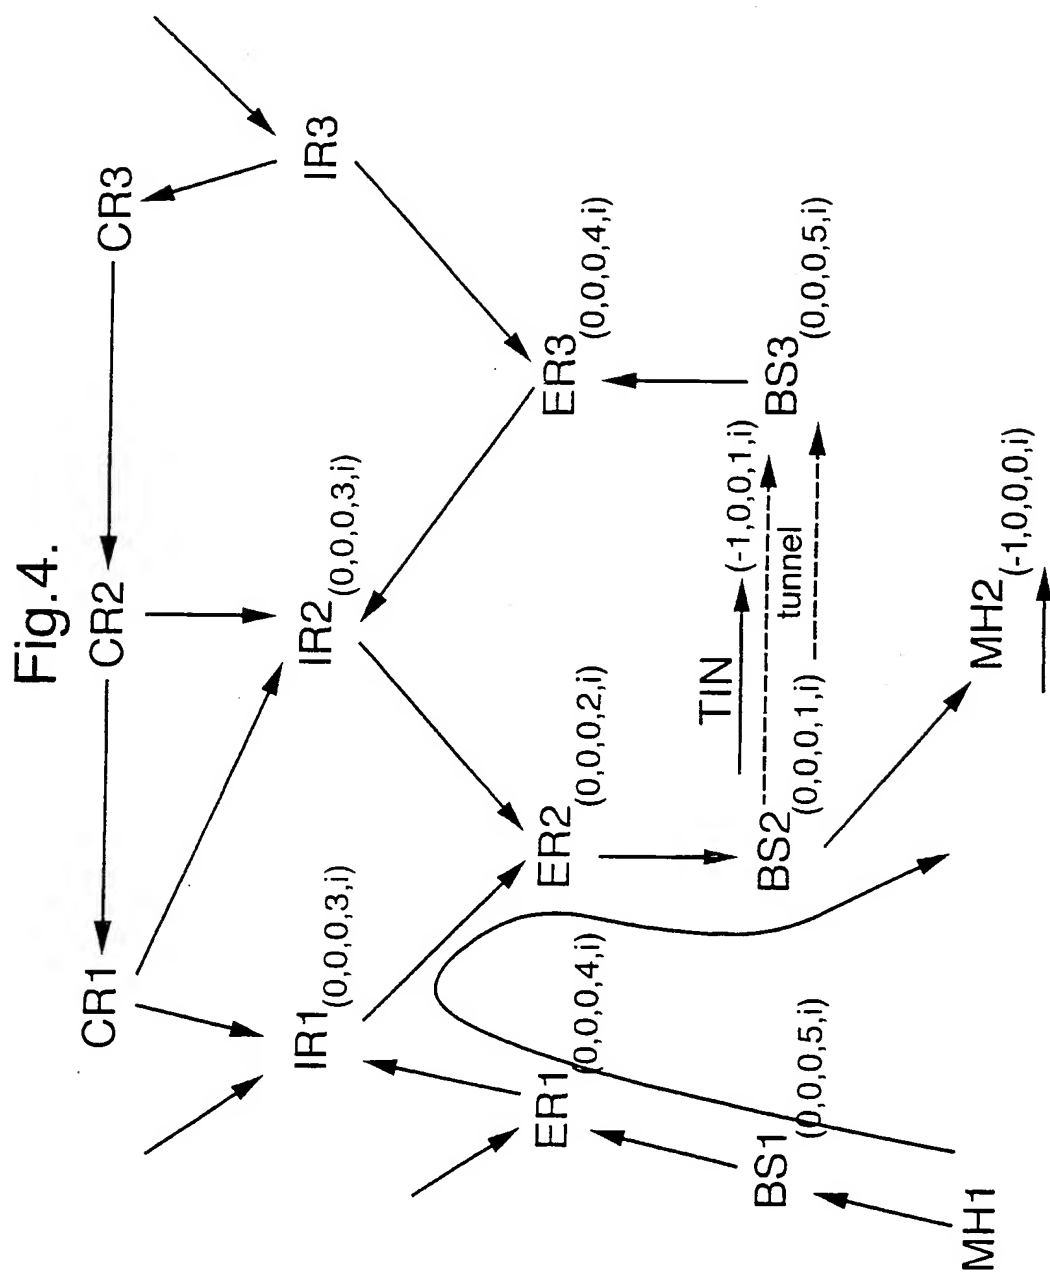 Fig.4.
CR1
CR2
CR3
IR1(0,0,0,3,i)
IR2(0,0,0,3,i)
IR3
ER1(0,0,0,4,i)
ER2(0,0,0,2,i)
ER3(0,0,0,4,i)
TIN
(-1,0,0,1,i)
tunnel
BS1(0,0,0,5,i)
BS2(0,0,0,1,i)
BS3(0,0,0,5,i)
MH1
MH2(-1,0,0,0,i)